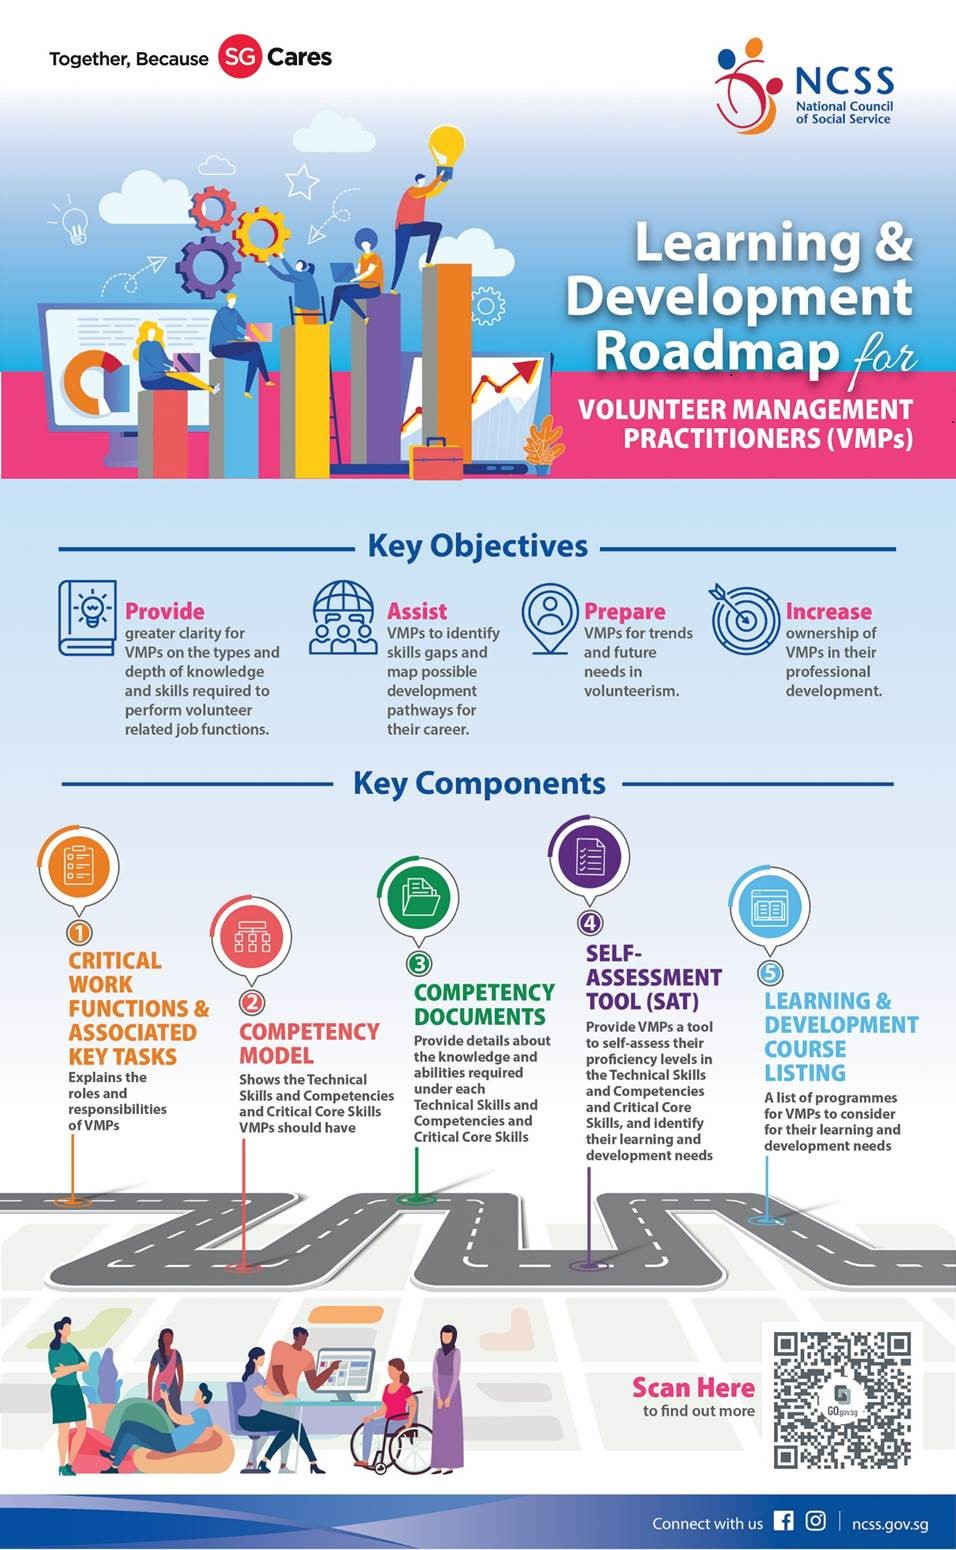 Together, Because SG Cares
NCSS
National Council
of Social Service
Learning &
Development
Roadmap for
VOLUNTEER MANAGEMENT
PRACTITIONERS (VMPs)
Key Objectives
Provide
greater clarity for
VMPs on the types and
depth of knowledge
and skills required to
perform volunteer
related job functions.
Assist
VMPs to identify
skills gaps and
map possible
development
pathways for
their career.
Prepare
VMPs for trends
and future
needs in
volunteerism.
Increase
ownership of
VMPs in their
professional
development.
Key Components
1
CRITICAL
WORK
FUNCTIONS &
ASSOCIATED
KEY TASKS
Explains the
roles and
responsibilities
of VMPs
2
COMPETENCY
MODEL
Shows the Technical
Skills and Competencies
and Critical Core Skills
VMPs should have
3
COMPETENCY
DOCUMENTS
Provide details about
the knowledge and
abilities required
under each
Technical Skills and
Competencies and
Critical Core Skills
4
SELF-
ASSESSMENT
TOOL (SAT)
Provide VMPs a tool
to self-assess their
proficiency levels in
the Technical Skills
and Competencies
and Critical Core
Skills, and identify
their learning and
development needs
5
LEARNING &
DEVELOPMENT
COURSE
LISTING
A list of programmes
for VMPs to consider
for their learning and
development needs
Scan Here
to find out more
GO.gov.sg
Connect with us
ncss.gov.sg